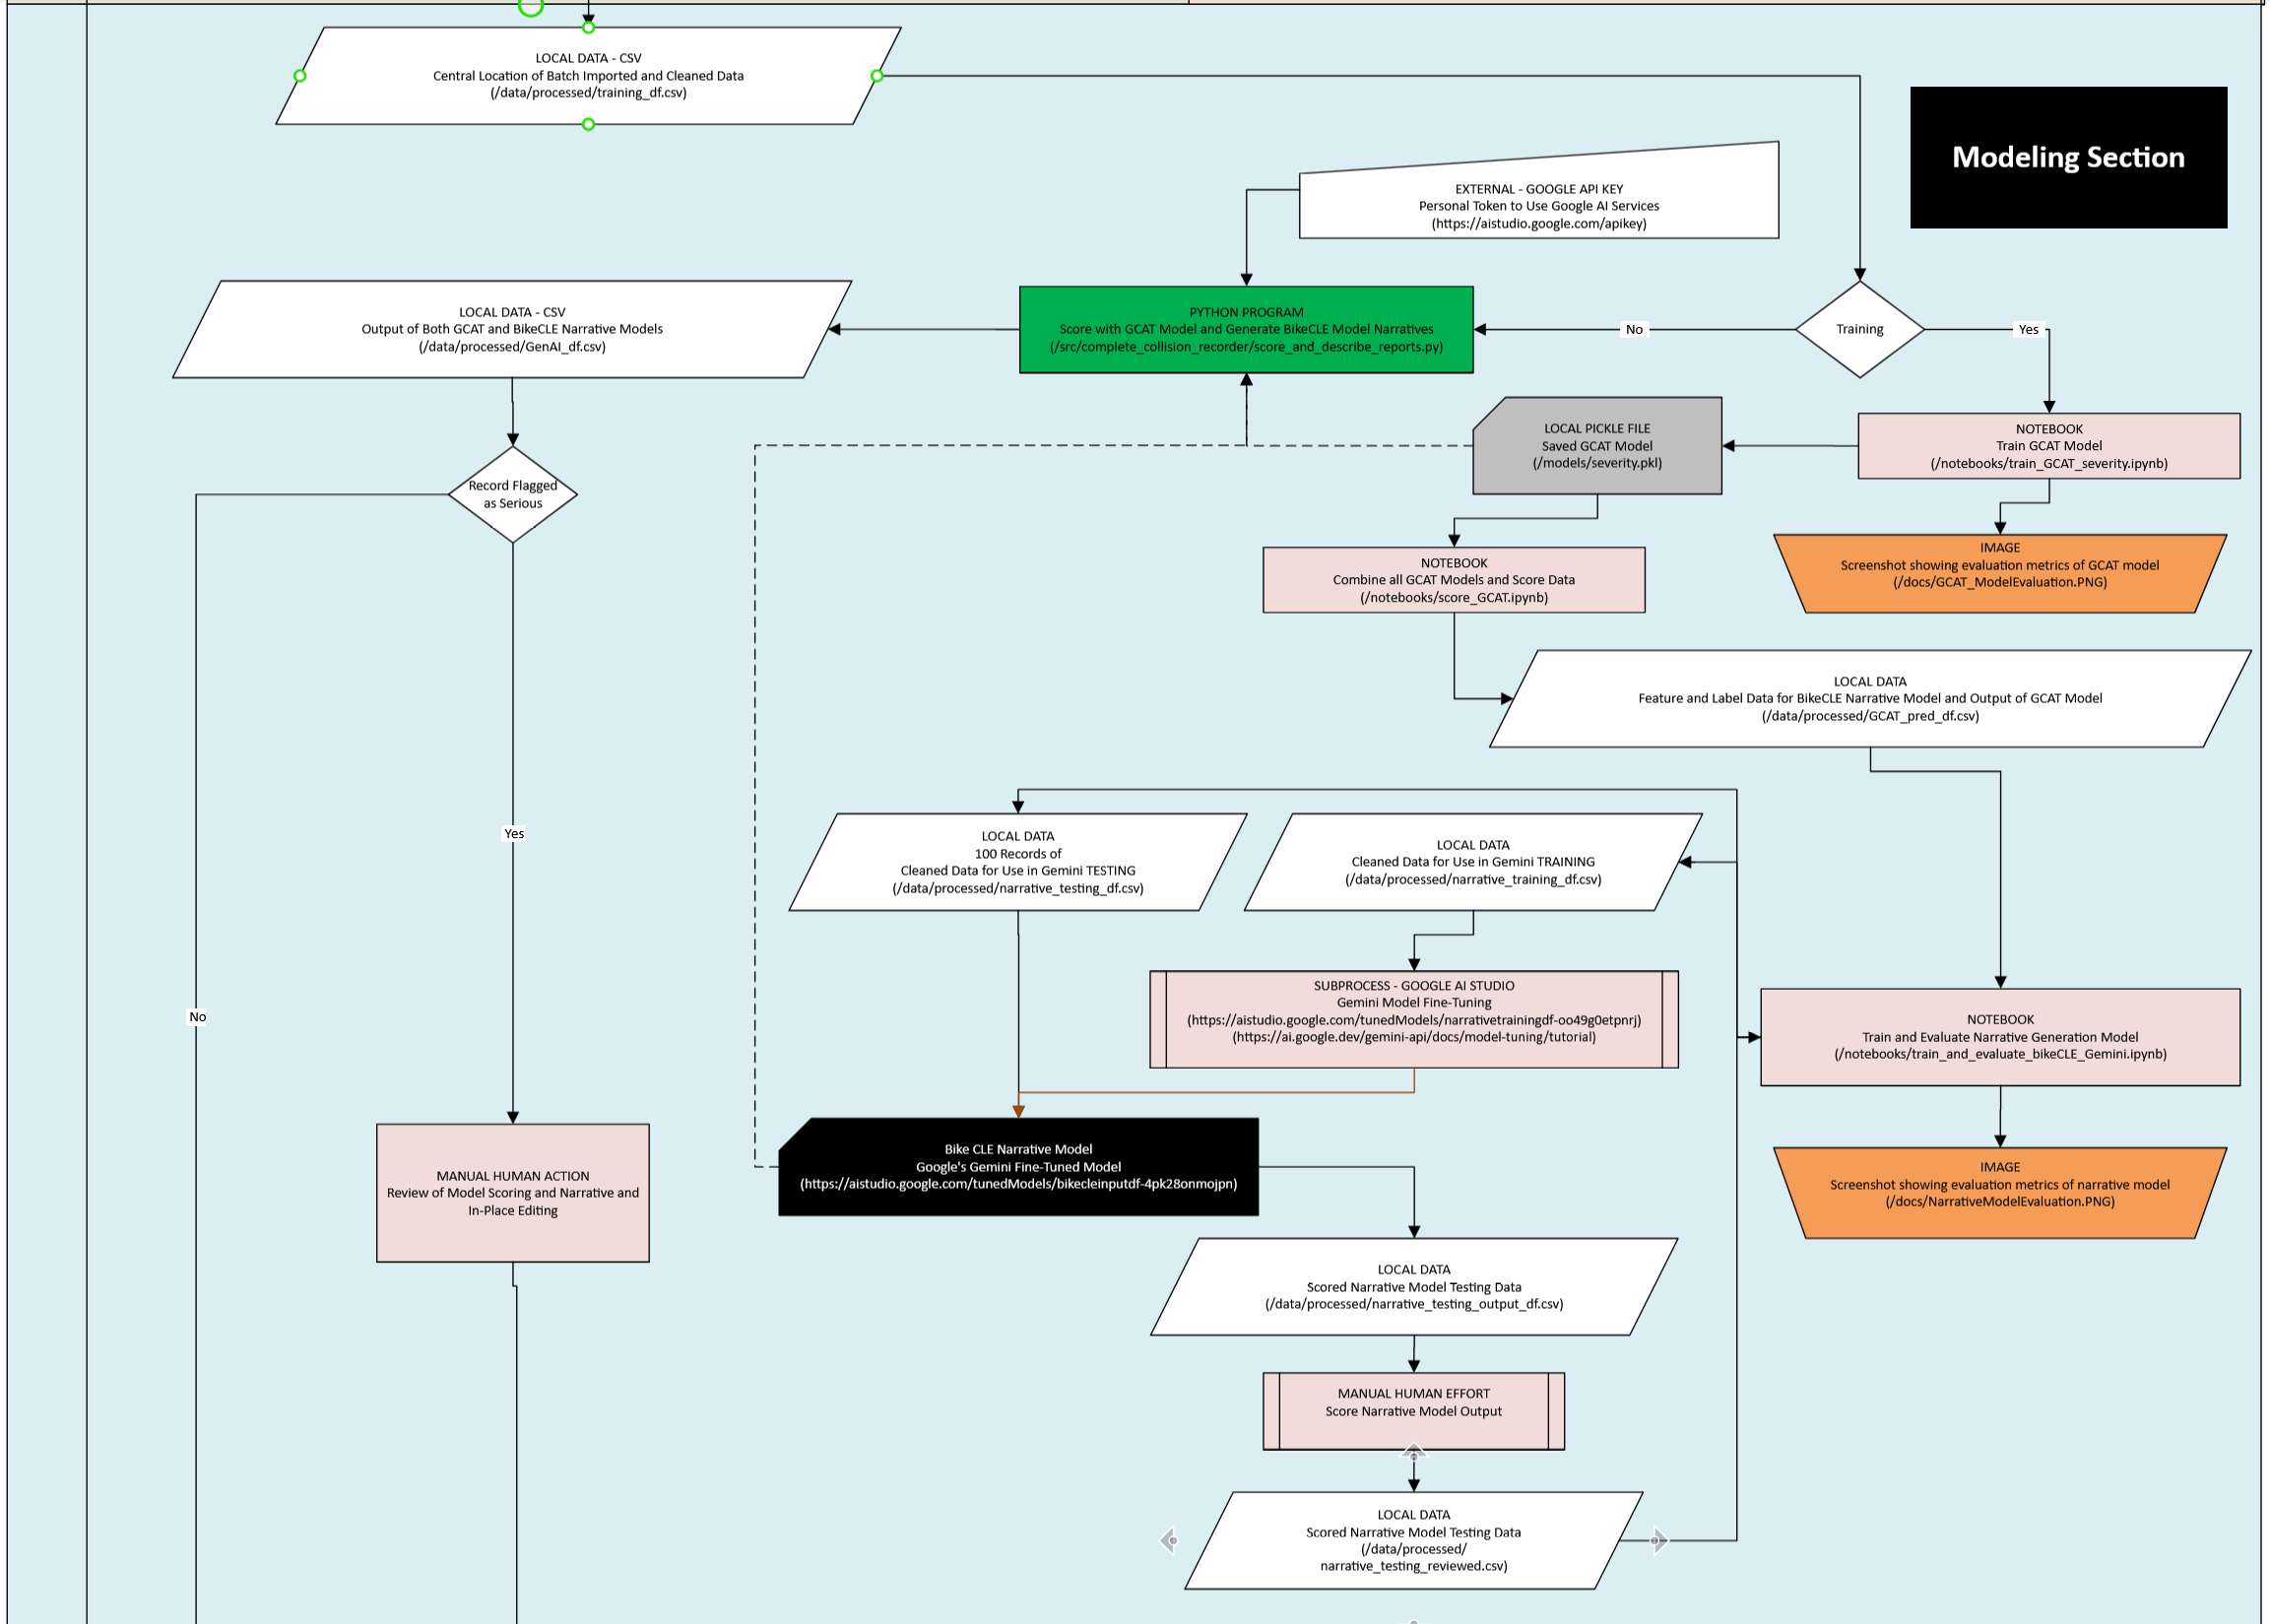 LOCAL DATA - CSV
Central Location of Batch Imported and Cleaned Data
(/data/processed/training_df.csv)
Modeling Section
EXTERNAL - GOOGLE API KEY
Personal Token to Use Google AI Services
(https://aistudio.google.com/apikey)
LOCAL DATA - CSV
Output of Both GCAT and BikeCLE Narrative Models
(/data/processed/GenAI_df.csv)
PYTHON PROGRAM
Score with GCAT Model and Generate BikeCLE Model Narratives
(/src/complete_collision_recorder/score_and_describe_reports.py)
No
Training
Yes
LOCAL PICKLE FILE
Saved GCAT Model
(/models/severity.pkl)
NOTEBOOK
Train GCAT Model
(/notebooks/train_GCAT_severity.ipynb)
Record Flagged
as Serious
NOTEBOOK
Combine all GCAT Models and Score Data
(/notebooks/score_GCAT.ipynb)
IMAGE
Screenshot showing evaluation metrics of GCAT model
(/docs/GCAT_ModelEvaluation.PNG)
LOCAL DATA
Feature and Label Data for BikeCLE Narrative Model and Output of GCAT Model
(/data/processed/GCAT_pred_df.csv)
Yes
LOCAL DATA
100 Records of
Cleaned Data for Use in Gemini TESTING
(/data/processed/narrative_testing_df.csv)
LOCAL DATA
Cleaned Data for Use in Gemini TRAINING
(/data/processed/narrative_training_df.csv)
No
SUBPROCESS - GOOGLE AI STUDIO
Gemini Model Fine-Tuning
(https://aistudio.google.com/tunedModels/narrativetrainingdf-oo49g0etpnrj)
(https://ai.google.dev/gemini-api/docs/model-tuning/tutorial)
NOTEBOOK
Train and Evaluate Narrative Generation Model
(/notebooks/train_and_evaluate_bikeCLE_Gemini.ipynb)
MANUAL HUMAN ACTION
Review of Model Scoring and Narrative and
In-Place Editing
Bike CLE Narrative Model
Google's Gemini Fine-Tuned Model
(https://aistudio.google.com/tunedModels/bikecleinputdf-4pk28onmojpn)
IMAGE
Screenshot showing evaluation metrics of narrative model
(/docs/NarrativeModelEvaluation.PNG)
LOCAL DATA
Scored Narrative Model Testing Data
(/data/processed/narrative_testing_output_df.csv)
MANUAL HUMAN EFFORT
Score Narrative Model Output
LOCAL DATA
Scored Narrative Model Testing Data
(/data/processed/
narrative_testing_reviewed.csv)